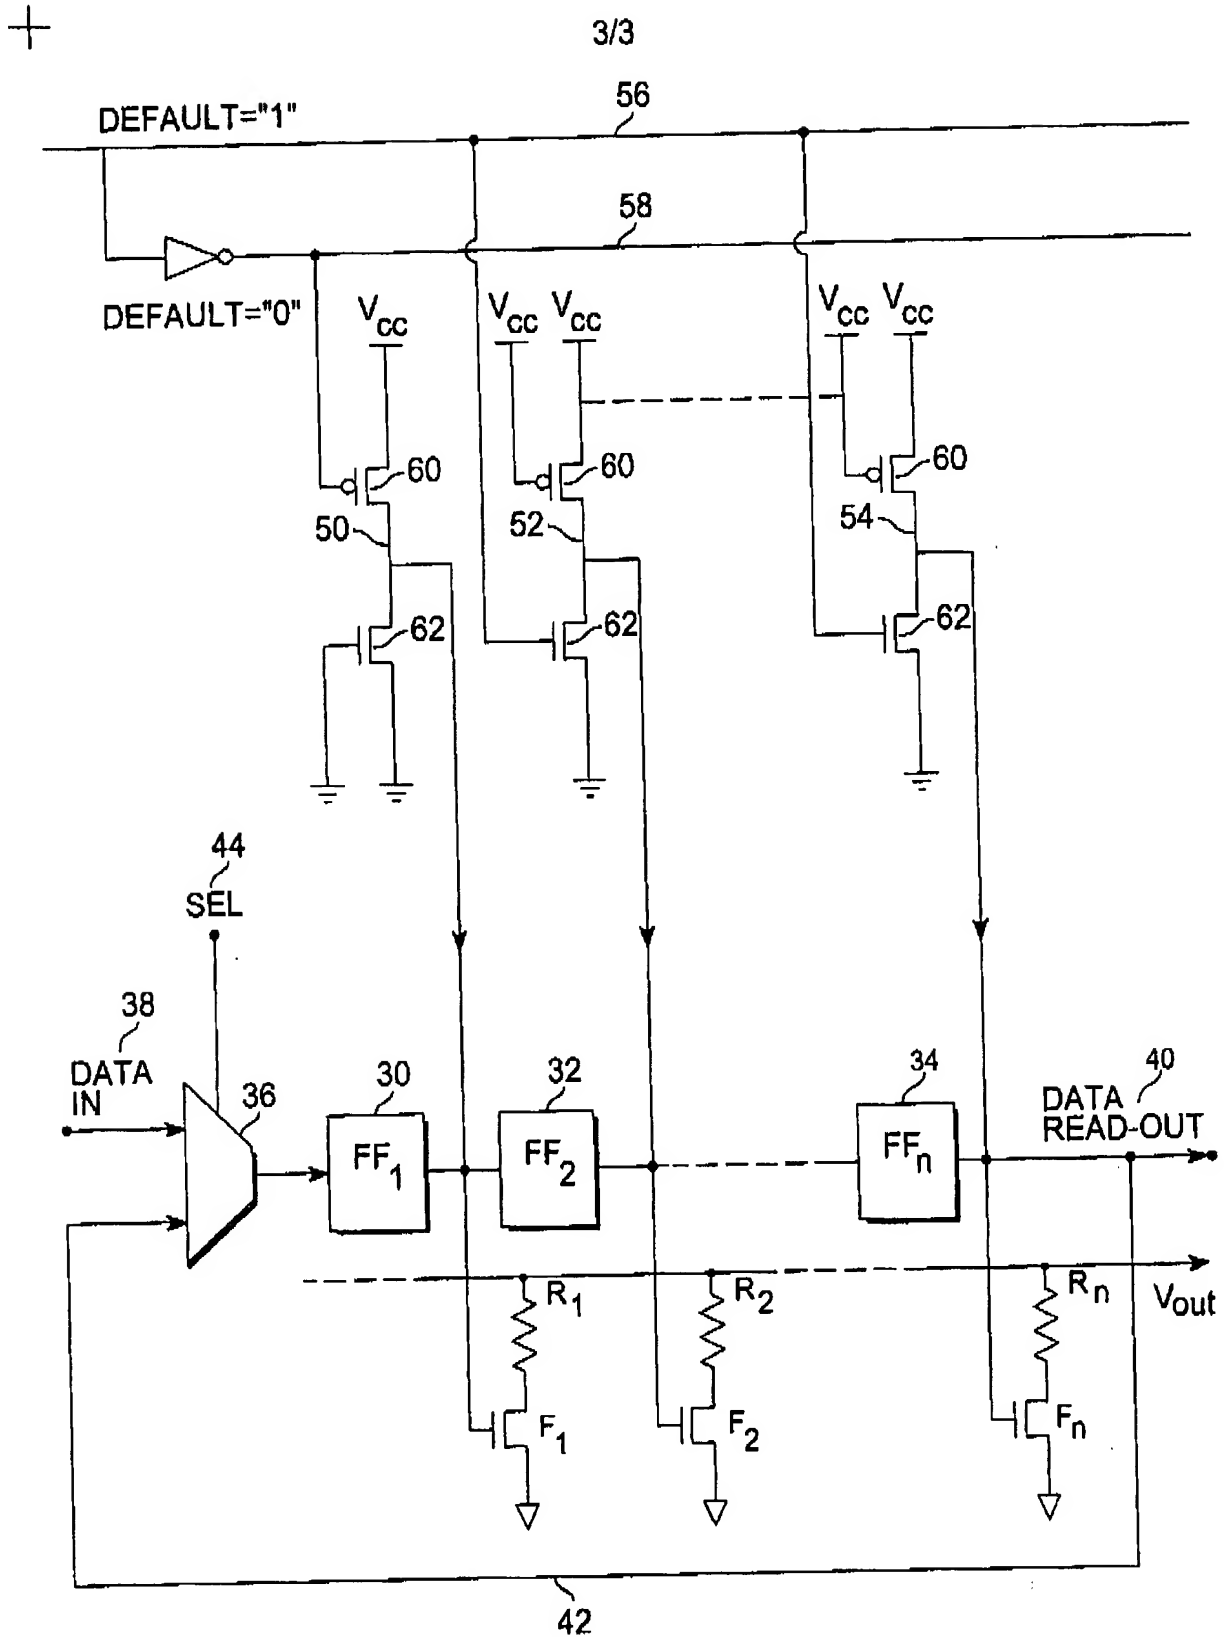 3/3
DEFAULT="1"
56
58
DEFAULT="0"
Vcc
Vcc
Vcc
Vcc
Vcc
60
60
60
50
52
54
62
62
62
44
SEL
38
DATA
IN
36
30
32
34
40
DATA
READ-OUT
FF1
FF2
FFn
R1
R2
Rn
Vout
F1
F2
Fn
42